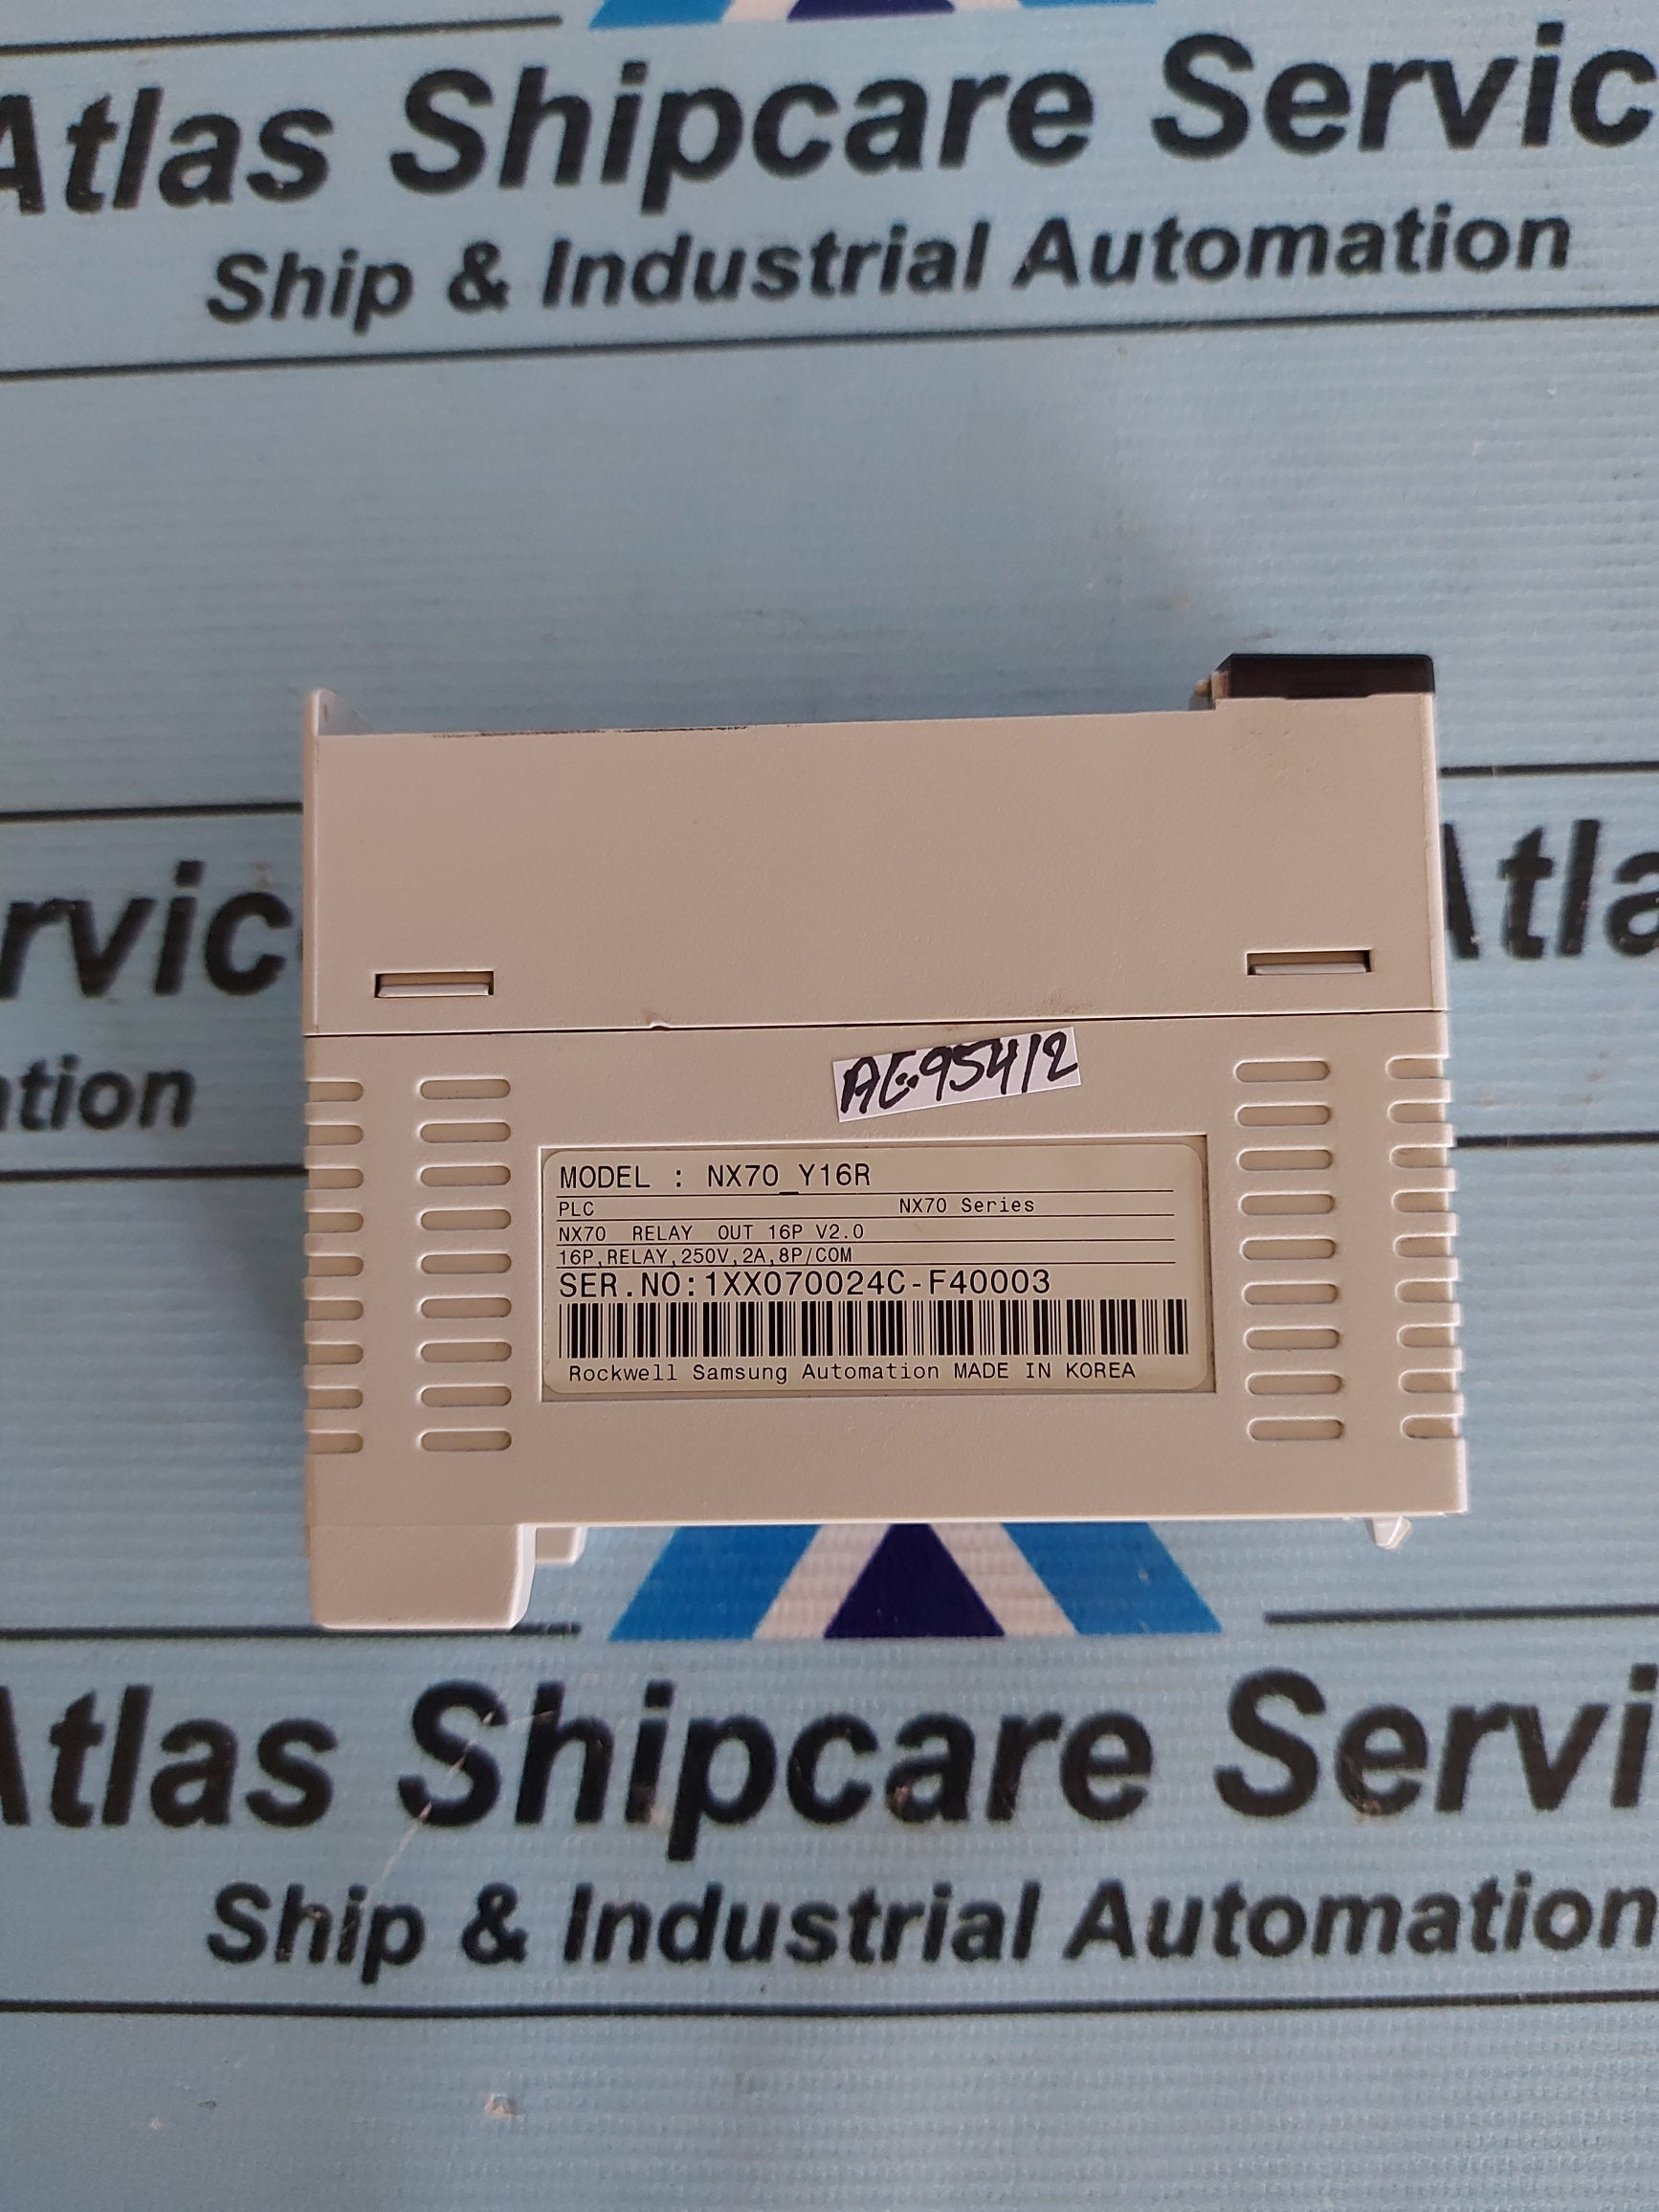 Atlas Shipcare Servic
Ship & Industrial Automation
rvic
Atla
ation
AE95412
MODEL : NX70_Y16R
PLC NX70 Series
NX70 RELAY OUT 16P V2.0
16P,RELAY,250V,2A,8P/COM
SER.NO:1XX070024C-F40003
Rockwell Samsung Automation MADE IN KOREA
Atlas Shipcare Servi
Ship & Industrial Automation